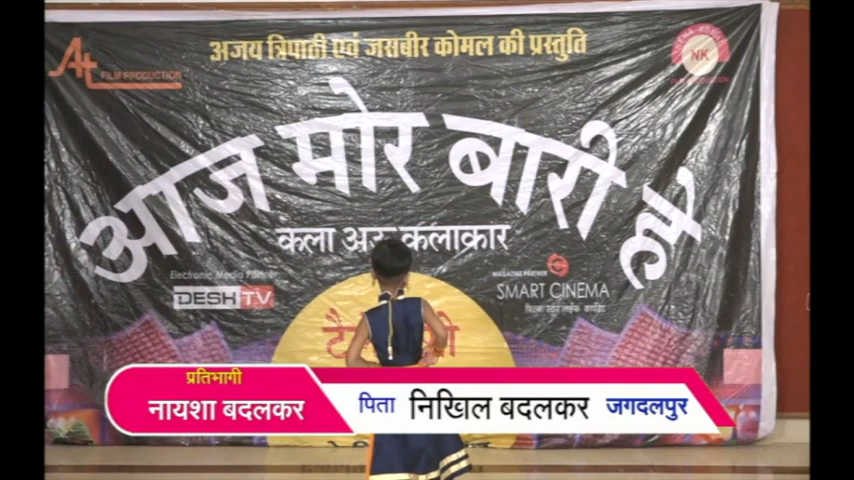 अजय त्रिपाठी एवं जसबीर कोमल की प्रस्तुति
At
FILM PRODUCTION
NK
आज मोर बारी हे
कला अउ कलाकार
Electronic Media Partner
DESH TV
MAGAZINE PARTNER
SMART CINEMA
प्रतिभागी
नायशा बदलकर
पिता निखिल बदलकर जगदलपुर